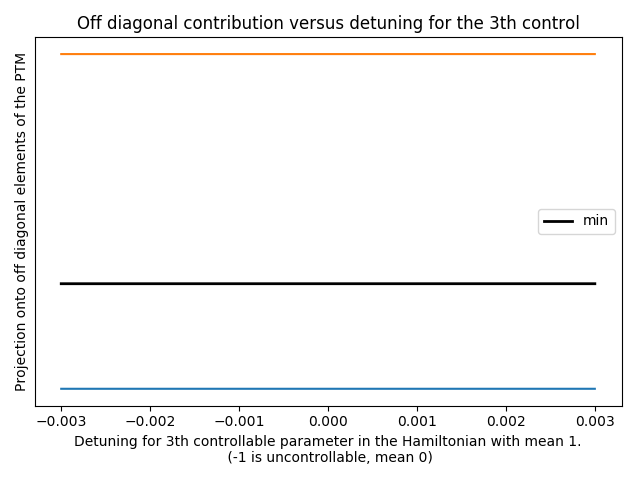 Off diagonal contribution versus detuning for the 3th control
Projection onto off diagonal elements of the PTM
min
−0.003 −0.002 −0.001 0.000 0.001 0.002 0.003
Detuning for 3th controllable parameter in the Hamiltonian with mean 1.
(-1 is uncontrollable, mean 0)